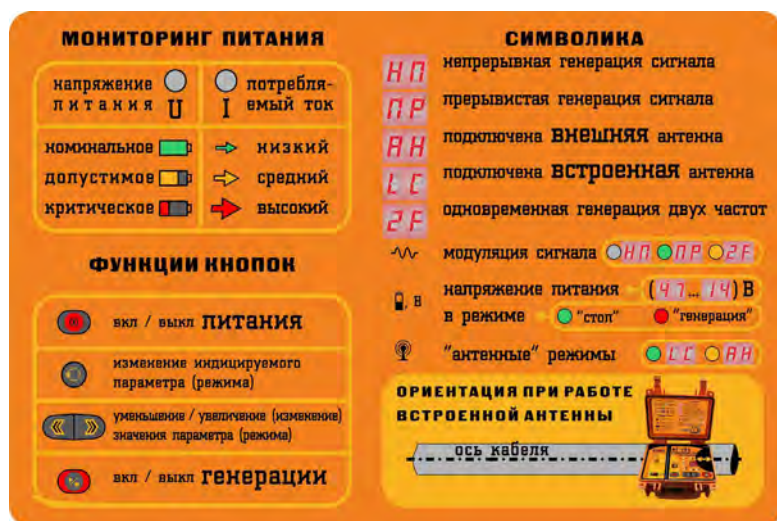 МОНИТОРИНГ ПИТАНИЯ
напряжение
питания U
I потребля-
емый ток
номинальное
низкий
допустимое
средний
критическое
высокий
ФУНКЦИИ КНОПОК
вкл / выкл питания
изменение индицируемого
параметра (режима)
уменьшение / увеличение (изменение)
значения параметра (режима)
вкл / выкл генерации
СИМВОЛИКА
НП непрерывная генерация сигнала
ПР прерывистая генерация сигнала
АН подключена внешняя антенна
LC подключена встроенная антенна
2F одновременная генерация двух частот
модуляция сигнала НП ПР 2F
, В напряжение питания (47...14) В
в режиме "стоп" "генерация"
"антенные" режимы LC АН
ОРИЕНТАЦИЯ ПРИ РАБОТЕ
ВСТРОЕННОЙ АНТЕННЫ
ось кабеля